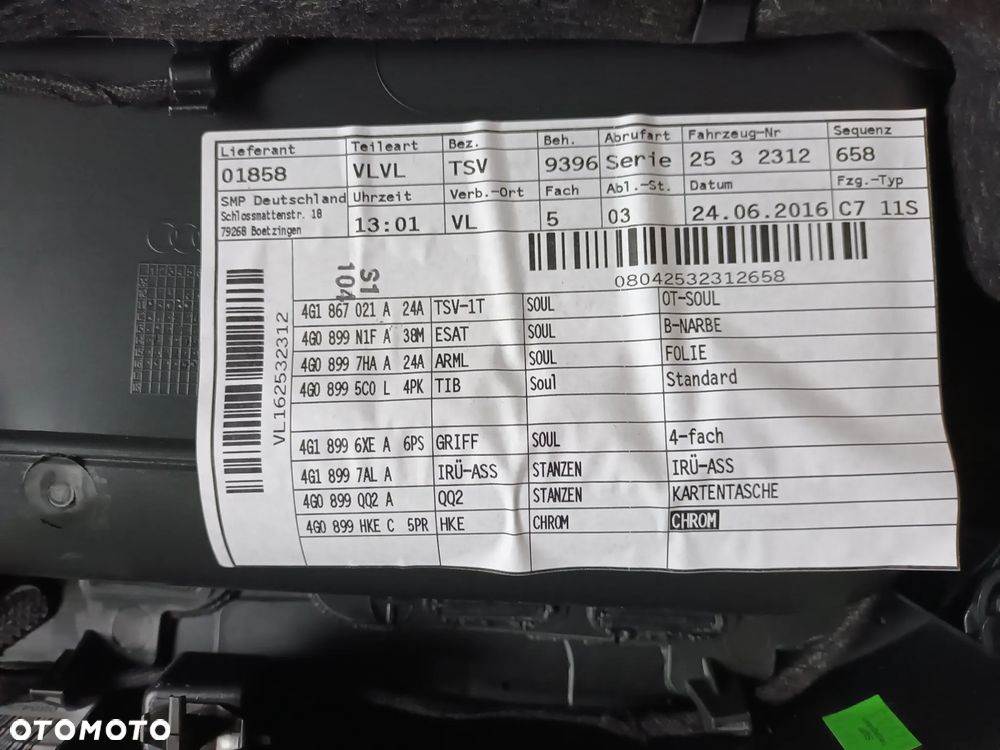 Lieferant Teileart Bez. Beh. Abrufart Fahrzeug-Nr Sequenz
01858 VLVL TSV 9396 Serie 25 3 2312 658
SMP Deutschland Uhrzeit Verb.-Ort Fach Abl.-St. Datum Fzg.-Typ
Schlossmattenstr. 18
79268 Boetzingen 13:01 VL 5 03 24.06.2016 C7 11S
S1
104
08042532312658
VL162532312
4G1 867 021 A 24A TSV-1T SOUL OT-SOUL
4G0 899 N1F A 38M ESAT SOUL B-NARBE
4G0 899 7HA A 24A ARML SOUL FOLIE
4G0 899 5C0 L 4PK TIB Soul Standard
4G1 899 6XE A 6PS GRIFF SOUL 4-fach
4G1 899 7AL A IRÜ-ASS STANZEN IRÜ-ASS
4G0 899 QQ2 A QQ2 STANZEN KARTENTASCHE
4G0 899 HKE C 5PR HKE CHROM CHROM
OTOMOTO